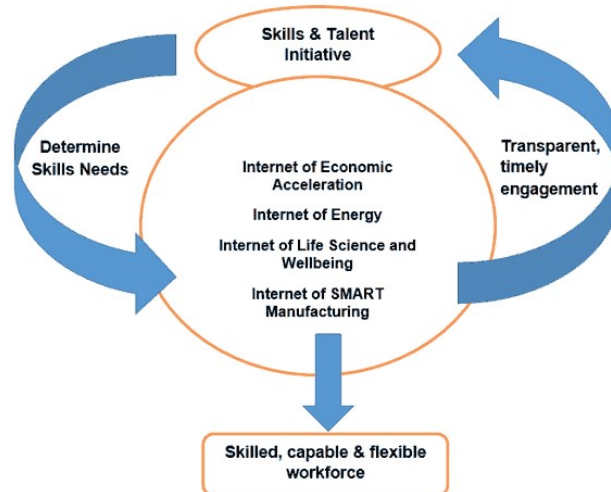 Skills & Talent
Initiative
Determine
Skills Needs
Transparent,
timely
engagement
Internet of Economic
Acceleration
Internet of Energy
Internet of Life Science and
Wellbeing
Internet of SMART
Manufacturing
Skilled, capable & flexible
workforce